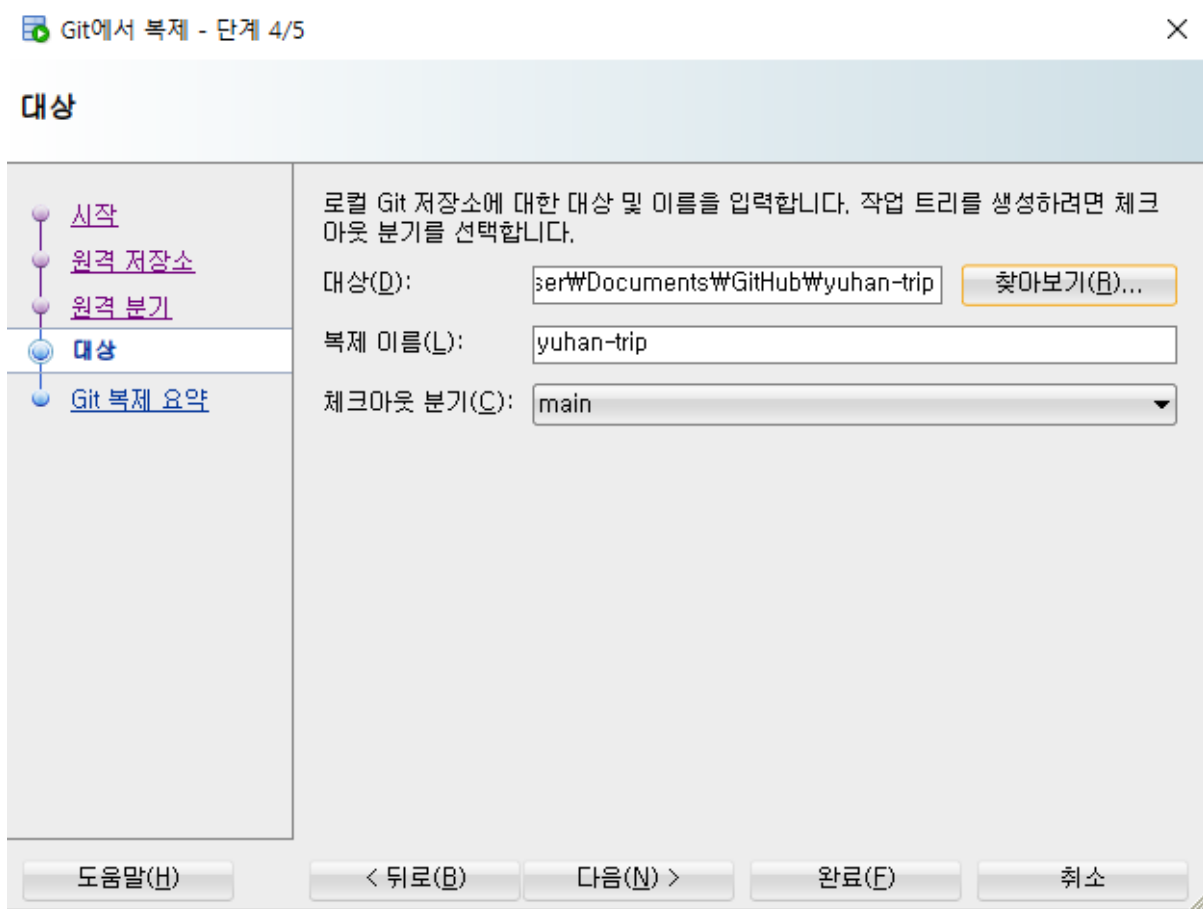 Git에서 복제 - 단계 4/5
대상
시작
원격 저장소
원격 분기
대상
Git 복제 요약
로컬 Git 저장소에 대한 대상 및 이름을 입력합니다. 작업 트리를 생성하려면 체크
아웃 분기를 선택합니다.
대상(D): ser₩Documents₩GitHub₩yuhan-trip 찾아보기(R)...
복제 이름(L): yuhan-trip
체크아웃 분기(C): main
도움말(H) < 뒤로(B) 다음(N) > 완료(F) 취소